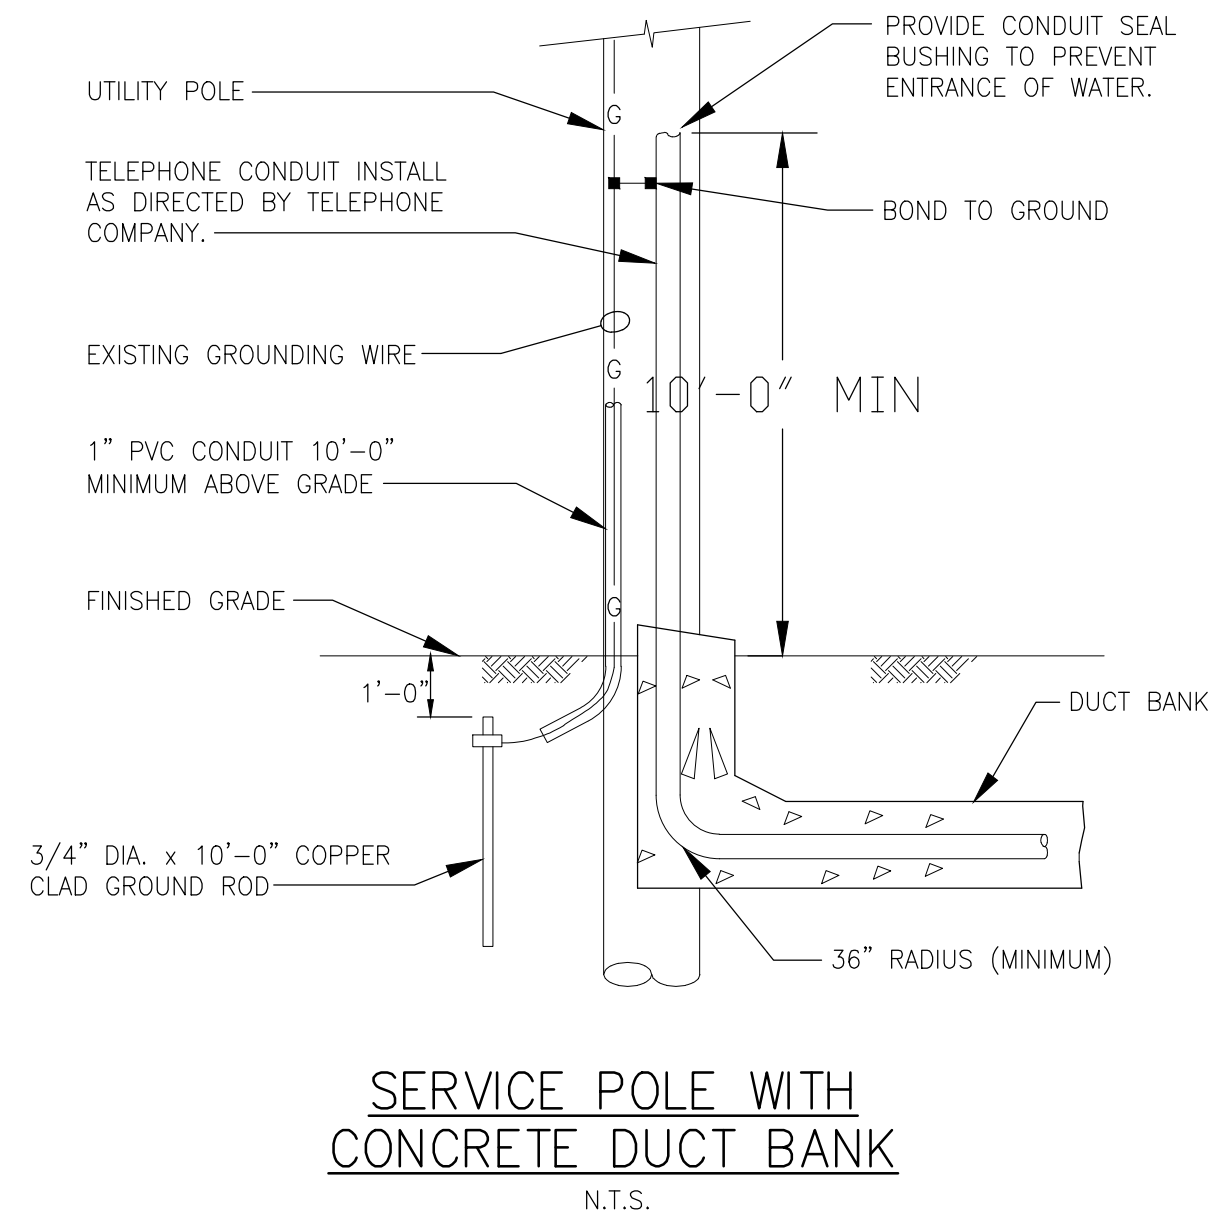 PROVIDE CONDUIT SEAL
BUSHING TO PREVENT
ENTRANCE OF WATER.
UTILITY POLE
G
TELEPHONE CONDUIT INSTALL
AS DIRECTED BY TELEPHONE
COMPANY.
BOND TO GROUND
EXISTING GROUNDING WIRE
G
10'-0" MIN
1" PVC CONDUIT 10'-0"
MINIMUM ABOVE GRADE
FINISHED GRADE
G
1'-0"
DUCT BANK
3/4" DIA. x 10'-0" COPPER
CLAD GROUND ROD
36" RADIUS (MINIMUM)
SERVICE POLE WITH
CONCRETE DUCT BANK
N.T.S.